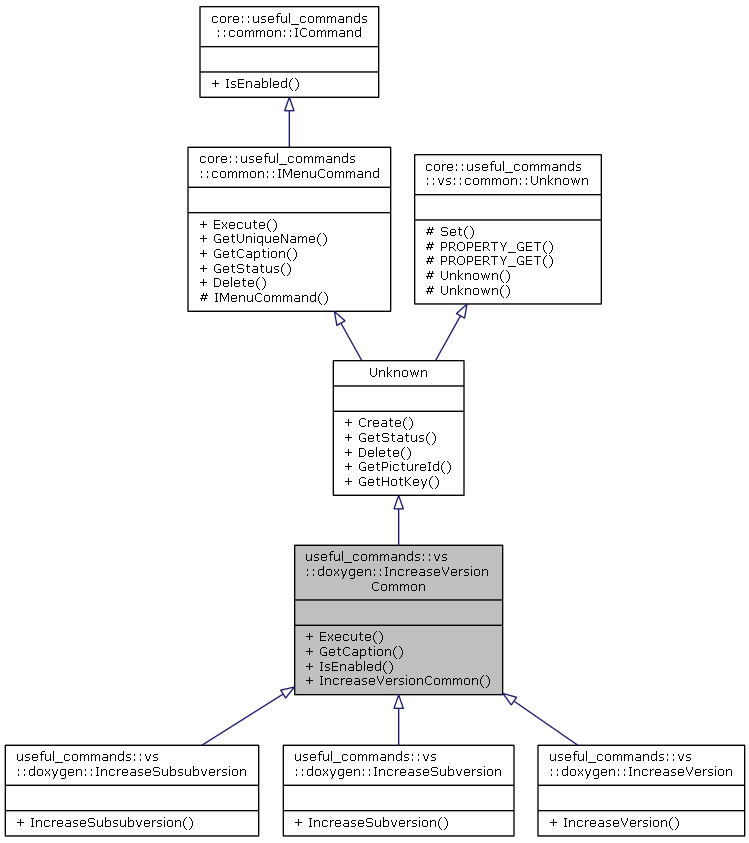 core::useful_commands
::common::ICommand
+ IsEnabled()
core::useful_commands
::common::IMenuCommand
+ Execute()
+ GetUniqueName()
+ GetCaption()
+ GetStatus()
+ Delete()
# IMenuCommand()
core::useful_commands
::vs::common::Unknown
# Set()
# PROPERTY_GET()
# PROPERTY_GET()
# Unknown()
# Unknown()
Unknown
+ Create()
+ GetStatus()
+ Delete()
+ GetPictureId()
+ GetHotKey()
useful_commands::vs
::doxygen::IncreaseVersion
Common
+ Execute()
+ GetCaption()
+ IsEnabled()
+ IncreaseVersionCommon()
useful_commands::vs
::doxygen::IncreaseSubsubversion
+ IncreaseSubsubversion()
useful_commands::vs
::doxygen::IncreaseSubversion
+ IncreaseSubversion()
useful_commands::vs
::doxygen::IncreaseVersion
+ IncreaseVersion()